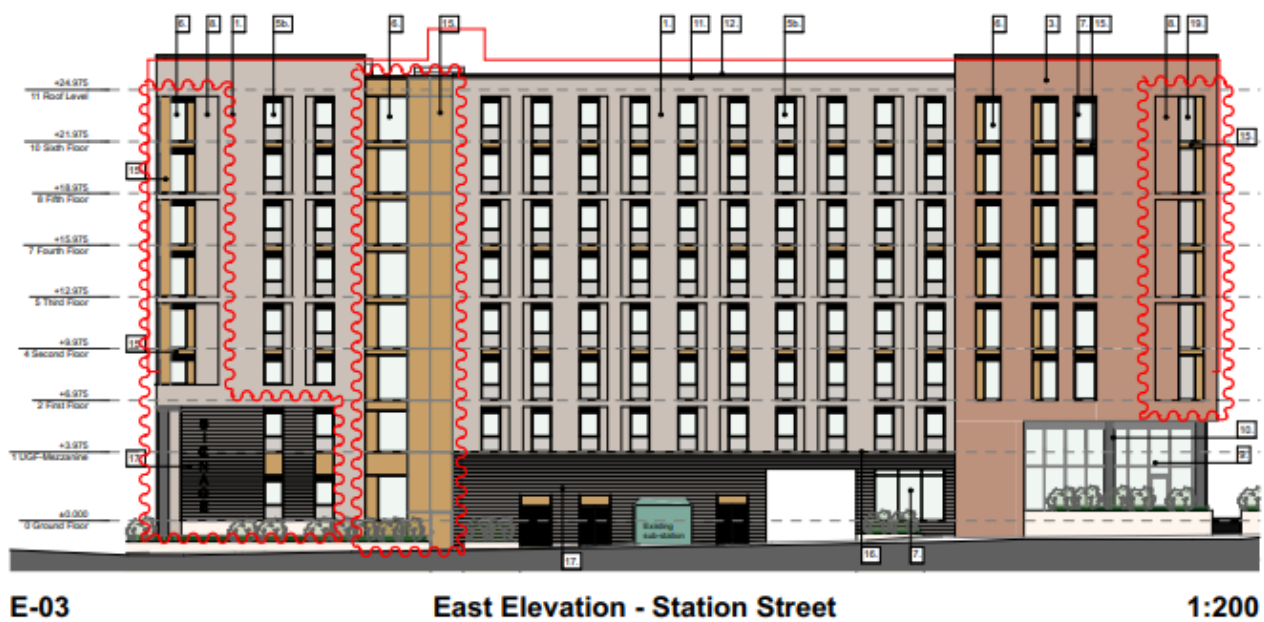 6. 8. 1. 5b. 6. 15. 1. 11. 12. 5b. 6. 3. 7. 15. 8. 19.
+24.975
11 Roof Level
+21.975
10 Sixth Floor
15.
15.
+18.975
8 Fifth Floor
+15.975
7 Fourth Floor
+12.975
5 Third Floor
+9.975
4 Second Floor
15.
+6.975
2 First Floor
SIGNAGE
10.
+3.975
1 UGF-Mezzanine
17.
9.
±0.000
0 Ground Floor
Existing
sub-station
17.
16.
7.
E-03
East Elevation - Station Street
1:200